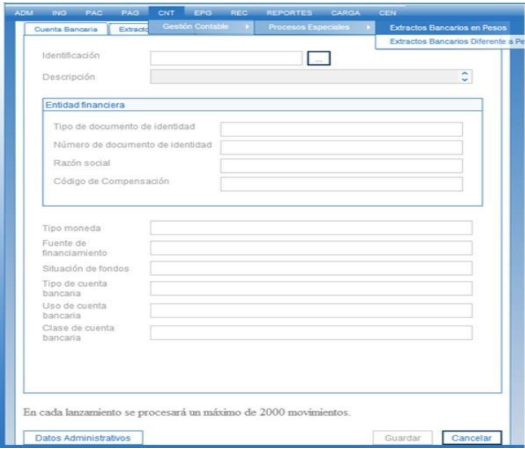 ADM ING PAC PAG CNT EPG REC REPORTES CARGA CEN
Cuenta Bancaria Extracto Gestión Contable Procesos Especiales Extractos Bancarios en Pesos
Extractos Bancarios Diferente a Pe
Identificación ...
Descripción
Entidad financiera
Tipo de documento de identidad
Número de documento de identidad
Razón social
Código de Compensación
Tipo moneda
Fuente de
financiamiento
Situación de fondos
Tipo de cuenta
bancaria
Uso de cuenta
bancaria
Clase de cuenta
bancaria
En cada lanzamiento se procesará un máximo de 2000 movimientos.
Datos Administrativos Guardar Cancelar